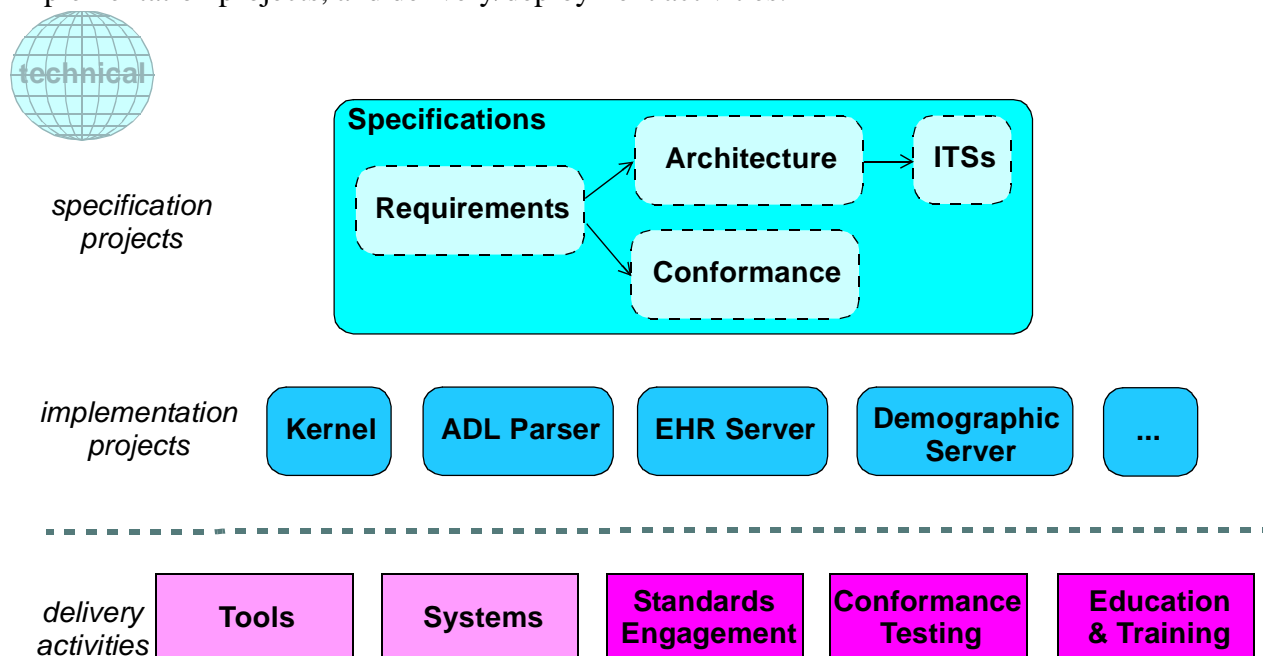 technical
Specifications
Architecture
ITSs
Requirements
Conformance
specification
projects
implementation
projects
Kernel
ADL Parser
EHR Server
Demographic
Server
...
delivery
activities
Tools
Systems
Standards
Engagement
Conformance
Testing
Education
& Training